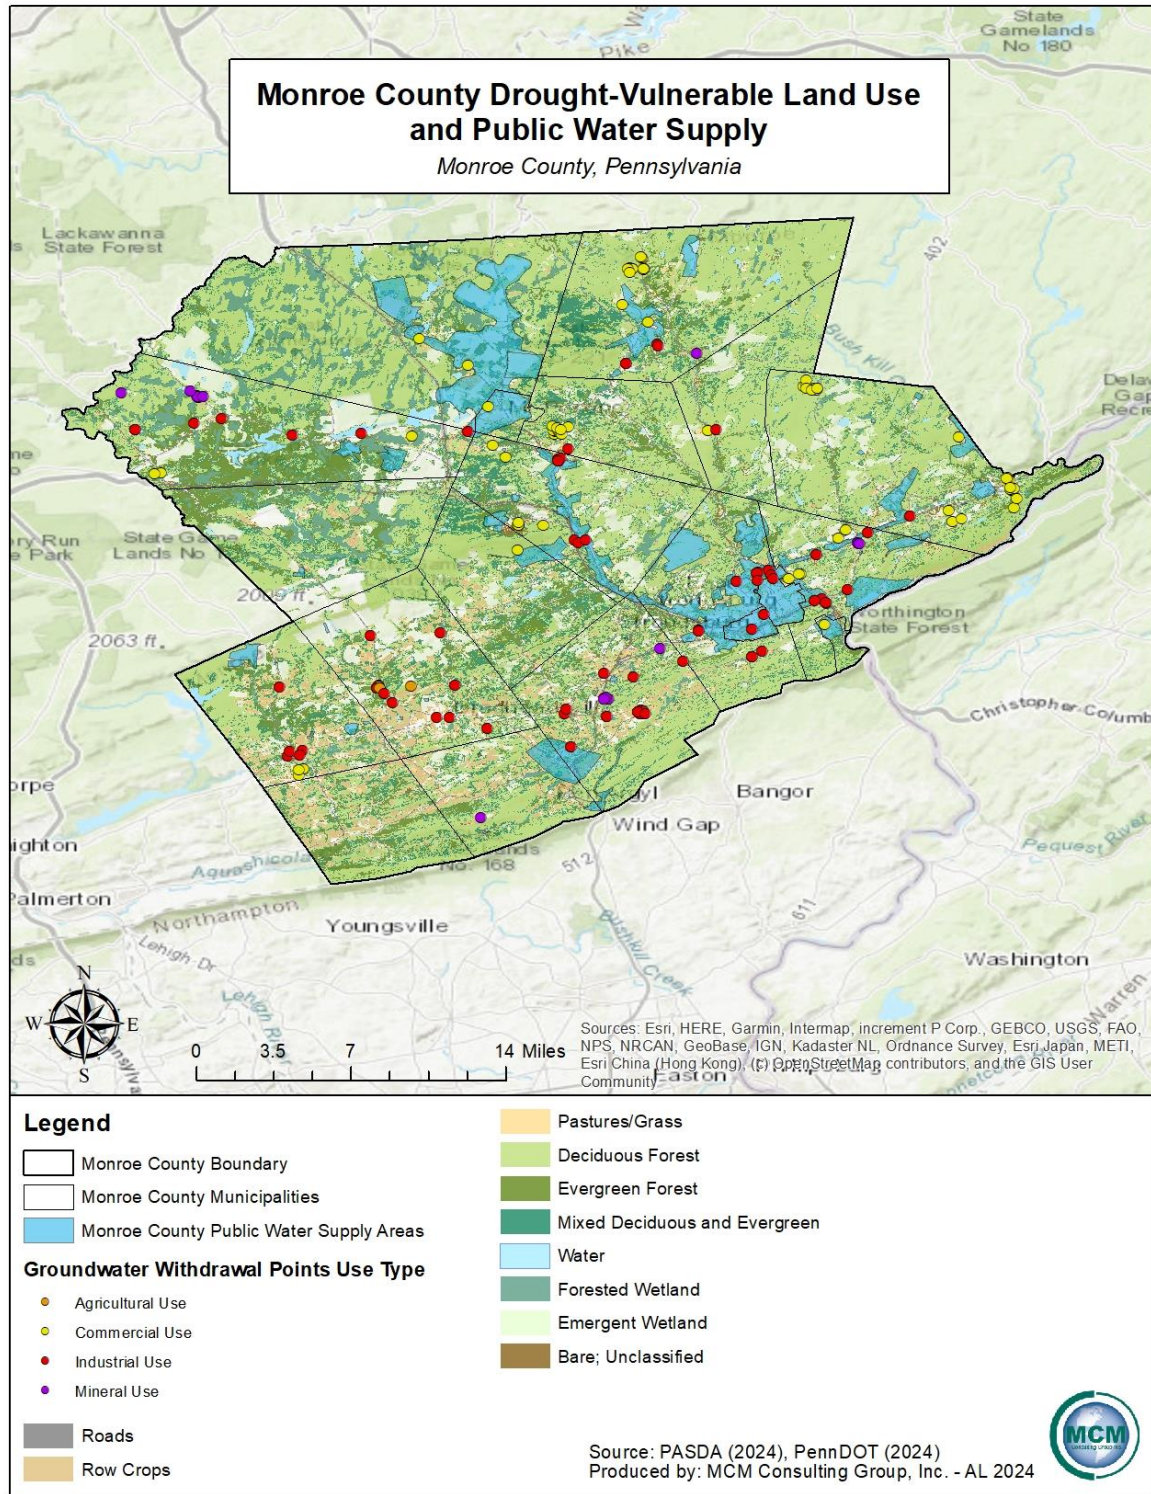 State
Gamelands
No 180
Pike
Monroe County Drought-Vulnerable Land Use
and Public Water Supply
Monroe County, Pennsylvania
Lackawanna
State Forest
402
Bush Kill
State Game
Lands No
2009 ft.
2063 ft.
State Forest
Christopher-Columb
Bangor
Wind Gap
512
No. 168
Aquashicola
Palmerton
Northampton
Youngsville
611
Pequest River
Bushkill Creek
Lehigh Dr
Washington
Warren
N
W
E
S
0
3.5
7
14 Miles
Sources: Esri, HERE, Garmin, Intermap, increment P Corp., GEBCO, USGS, FAO,
NPS, NRCAN, GeoBase, IGN, Kadaster NL, Ordnance Survey, Esri Japan, METI,
Esri China (Hong Kong), (c) OpenStreetMap contributors, and the GIS User
Community
Easton
Legend
Monroe County Boundary
Monroe County Municipalities
Monroe County Public Water Supply Areas
Groundwater Withdrawal Points Use Type
Agricultural Use
Commercial Use
Industrial Use
Mineral Use
Roads
Row Crops
Pastures/Grass
Deciduous Forest
Evergreen Forest
Mixed Deciduous and Evergreen
Water
Forested Wetland
Emergent Wetland
Bare; Unclassified
Source: PASDA (2024), PennDOT (2024)
Produced by: MCM Consulting Group, Inc. - AL 2024
MCM
Consulting Group Inc.